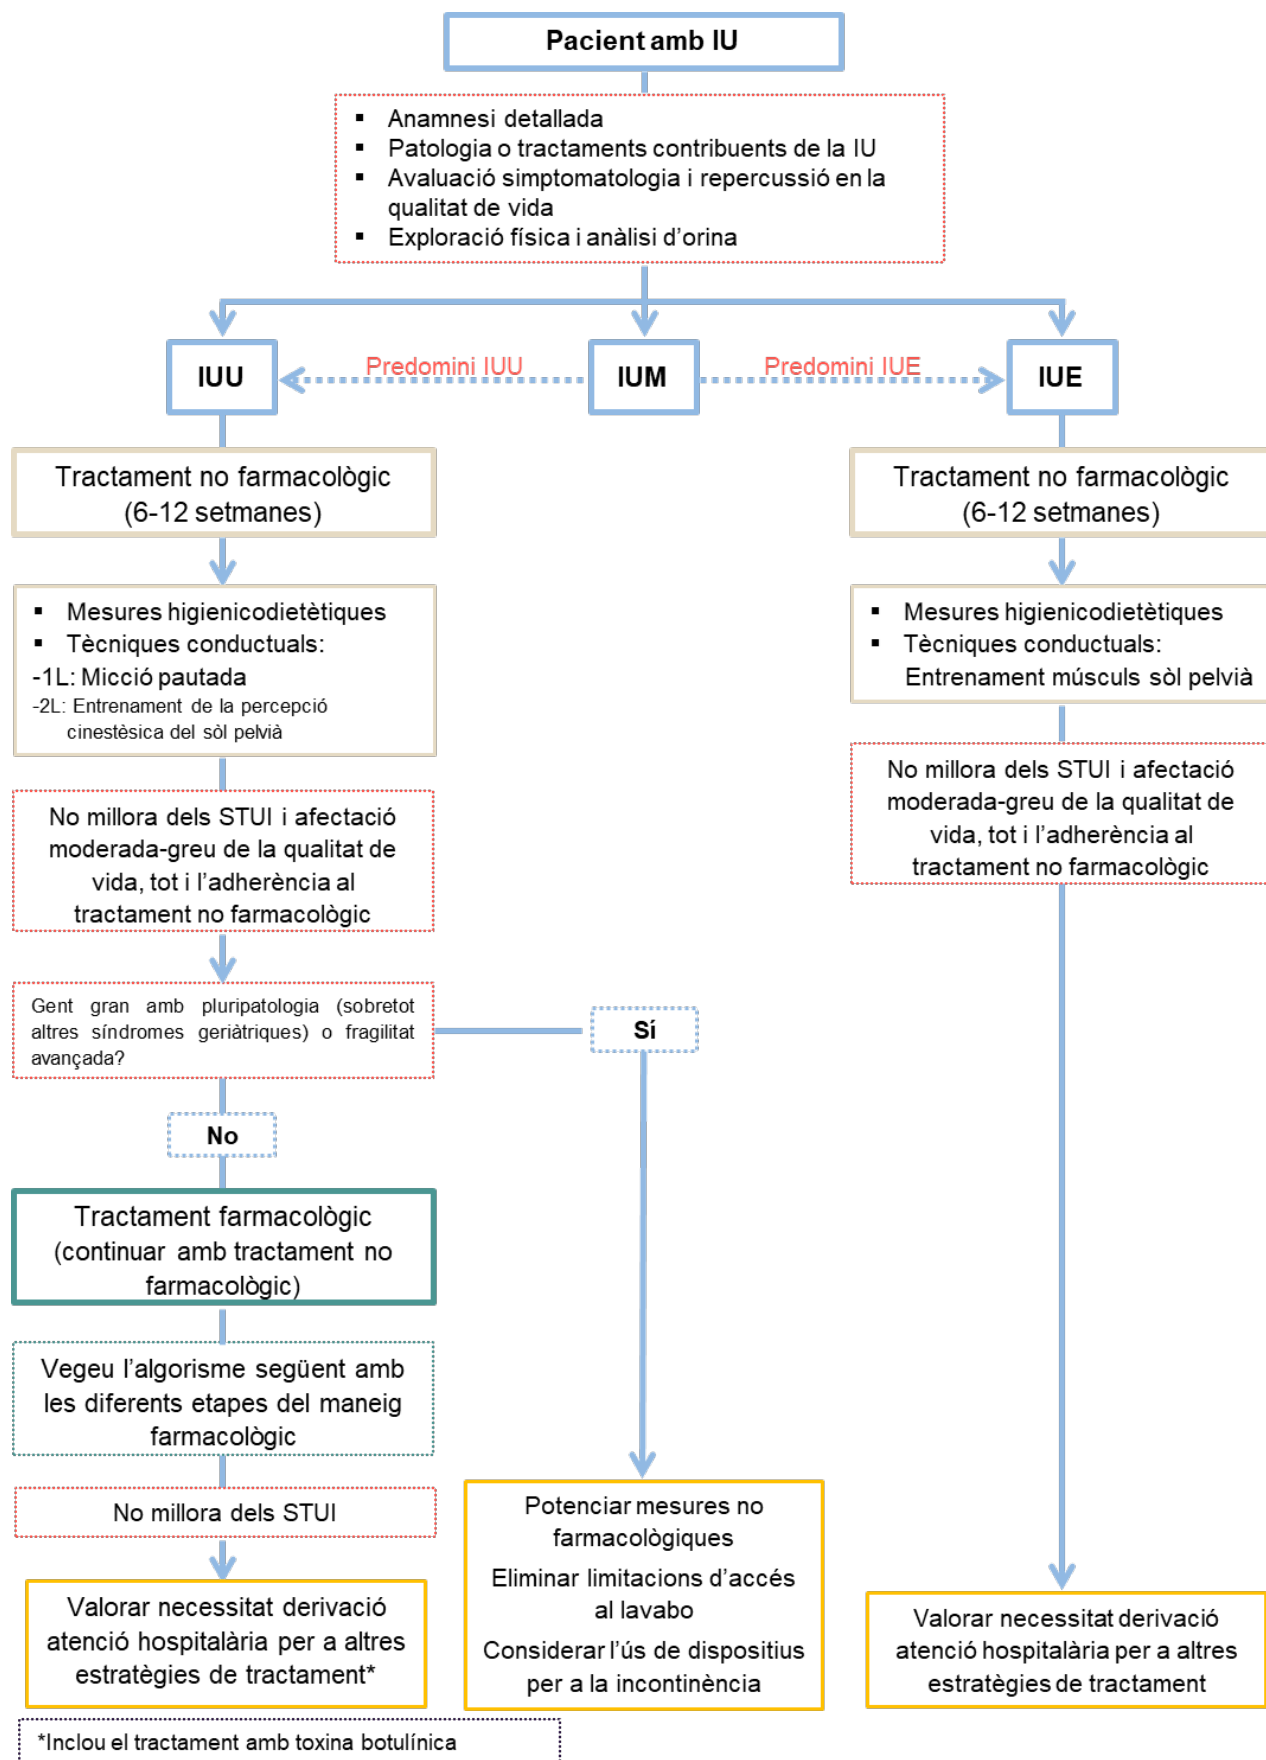 Pacient amb IU
▪ Anamnesi detallada
▪ Patologia o tractaments contribuents de la IU
▪ Avaluació simptomatologia i repercussió en la
qualitat de vida
▪ Exploració física i anàlisi d’orina
IUU
Predomini IUU
IUM
Predomini IUE
IUE
Tractament no farmacològic
(6-12 setmanes)
▪ Mesures higienicodietètiques
▪ Tècniques conductuals:
-1L: Micció pautada
-2L: Entrenament de la percepció
cinestèsica del sòl pelvià
No millora dels STUI i afectació
moderada-greu de la qualitat de
vida, tot i l’adherència al
tractament no farmacològic
Gent gran amb pluripatologia (sobretot
altres síndromes geriàtriques) o fragilitat
avançada?
Sí
No
Tractament farmacològic
(continuar amb tractament no
farmacològic)
Vegeu l’algorisme següent amb
les diferents etapes del maneig
farmacològic
No millora dels STUI
Valorar necessitat derivació
atenció hospitalària per a altres
estratègies de tractament*
*Inclou el tractament amb toxina botulínica
Potenciar mesures no
farmacològiques
Eliminar limitacions d’accés
al lavabo
Considerar l’ús de dispositius
per a la incontinència
Tractament no farmacològic
(6-12 setmanes)
▪ Mesures higienicodietètiques
▪ Tècniques conductuals:
Entrenament músculs sòl pelvià
No millora dels STUI i afectació
moderada-greu de la qualitat de
vida, tot i l’adherència al
tractament no farmacològic
Valorar necessitat derivació
atenció hospitalària per a altres
estratègies de tractament